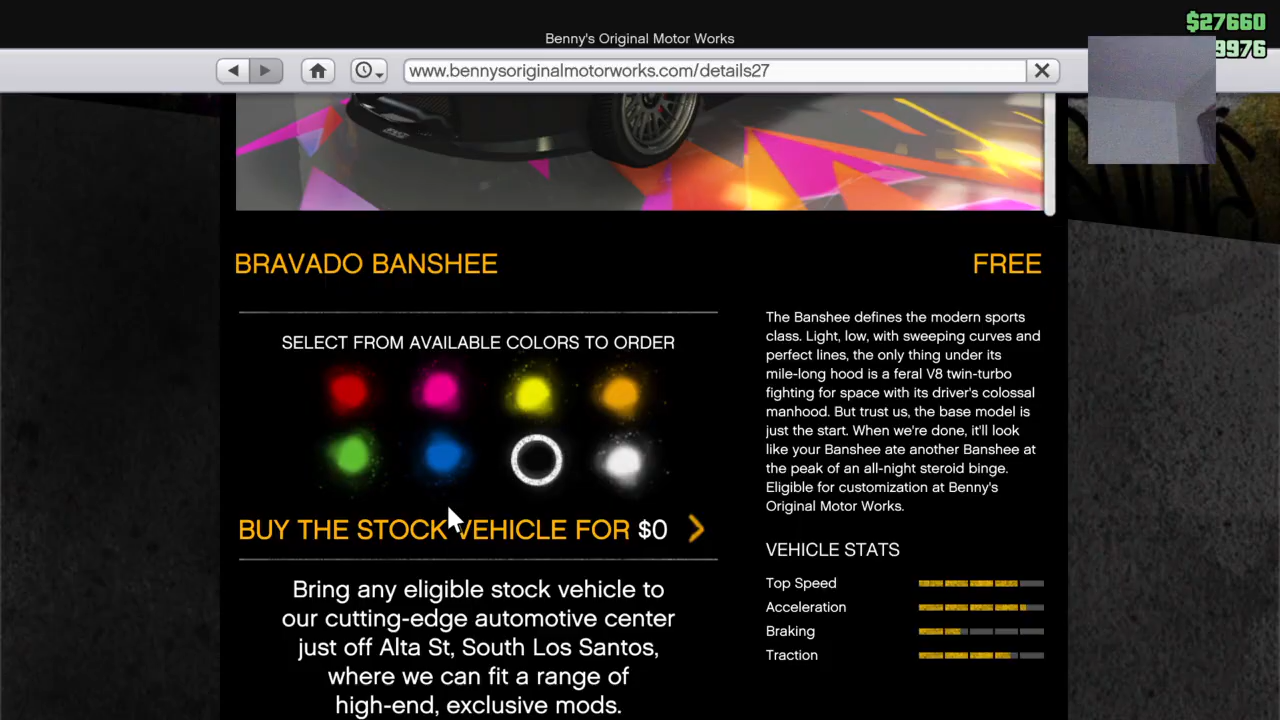 $27660
Benny's Original Motor Works
9976
www.bennysoriginalmotorworks.com/details27
BRAVADO BANSHEE
FREE
SELECT FROM AVAILABLE COLORS TO ORDER
BUY THE STOCK VEHICLE FOR $0
Bring any eligible stock vehicle to
our cutting-edge automotive center
just off Alta St, South Los Santos,
where we can fit a range of
high-end, exclusive mods.
The Banshee defines the modern sports
class. Light, low, with sweeping curves and
perfect lines, the only thing under its
mile-long hood is a feral V8 twin-turbo
fighting for space with its driver's colossal
manhood. But trust us, the base model is
just the start. When we're done, it'll look
like your Banshee ate another Banshee at
the peak of an all-night steroid binge.
Eligible for customization at Benny's
Original Motor Works.
VEHICLE STATS
Top Speed
Acceleration
Braking
Traction